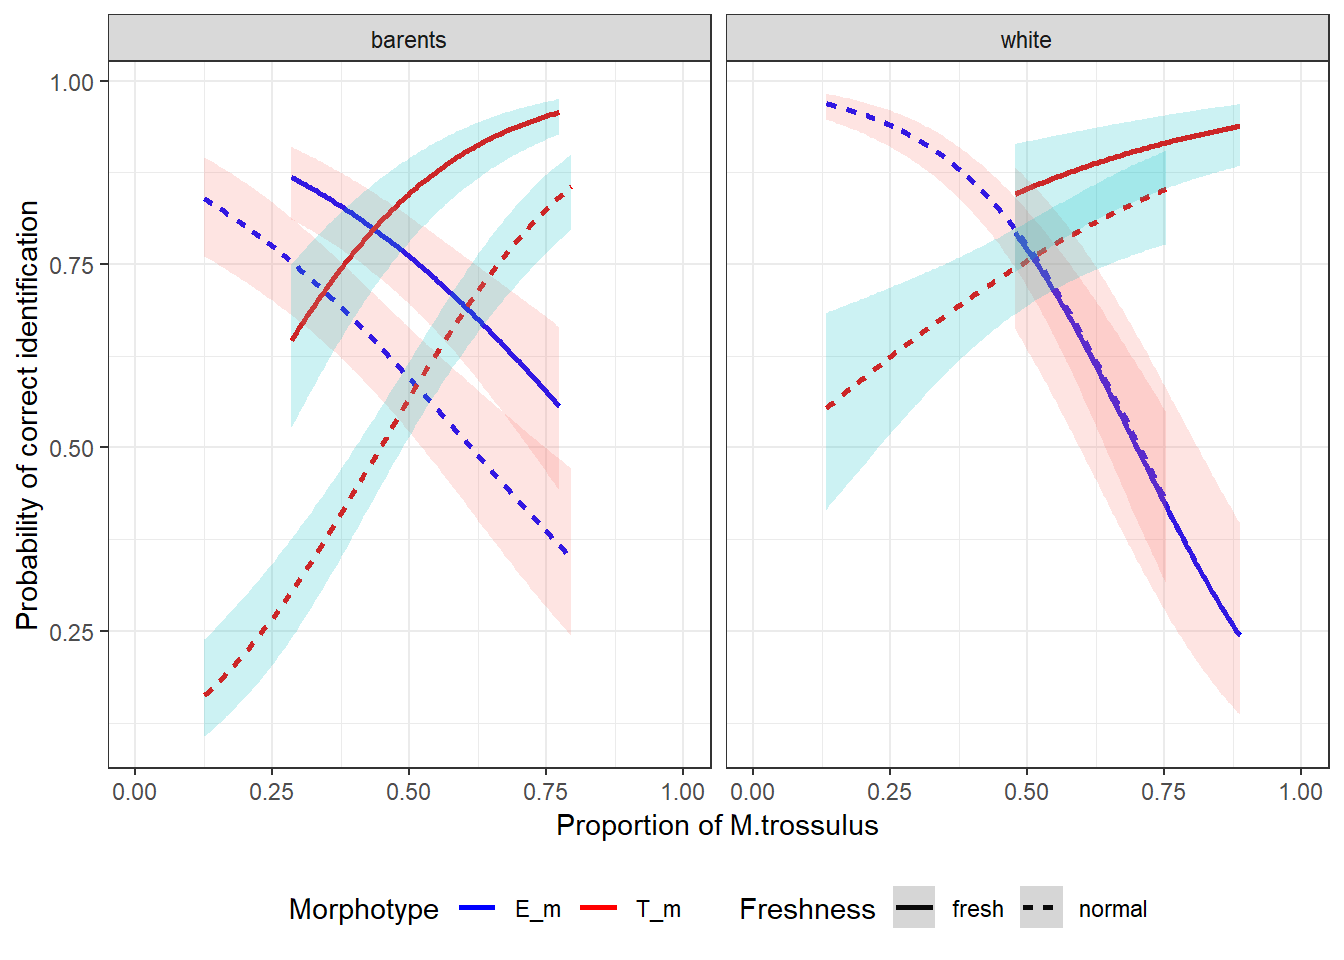 barents
white
Probability of correct identification
1.00
0.75
0.50
0.25
0.00 0.25 0.50 0.75 1.00
0.00 0.25 0.50 0.75 1.00
Proportion of M.trossulus
Morphotype E_m T_m Freshness fresh normal